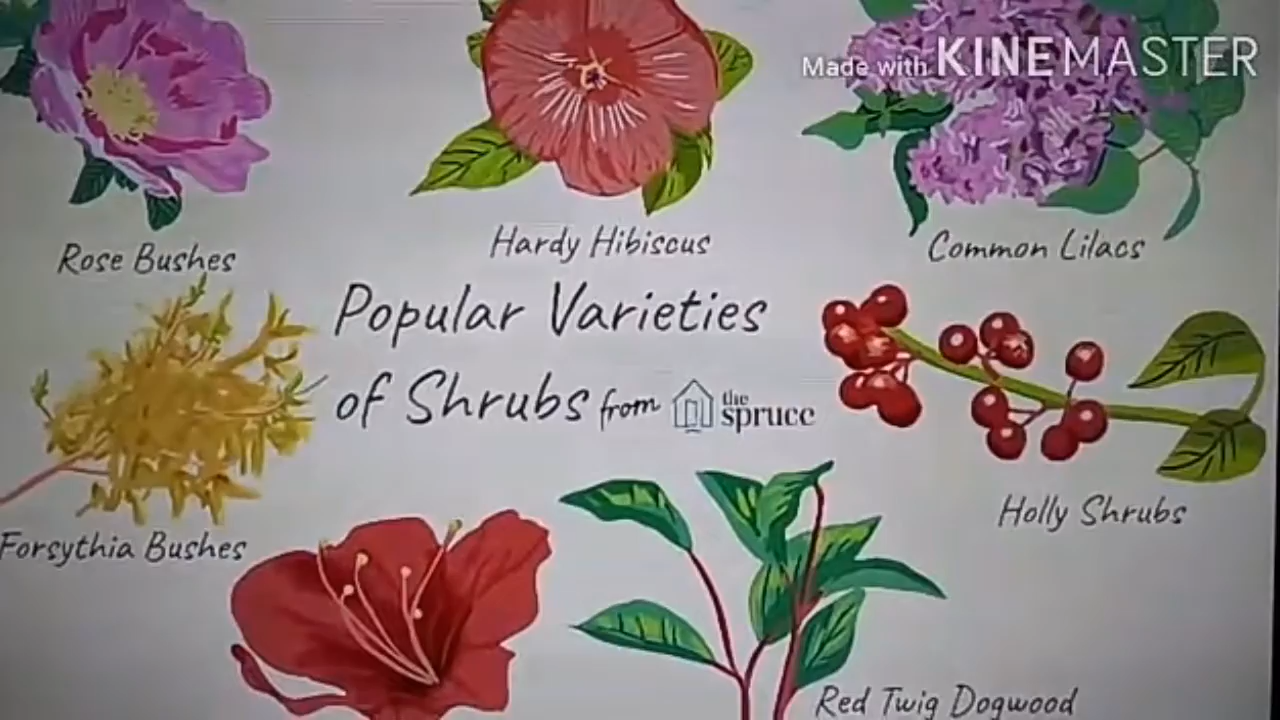 Made with KINEMASTER
Rose Bushes
Hardy Hibiscus
Common Lilacs
Popular Varieties
of Shrubs from the spruce
Forsythia Bushes
Holly Shrubs
Red Twig Dogwood